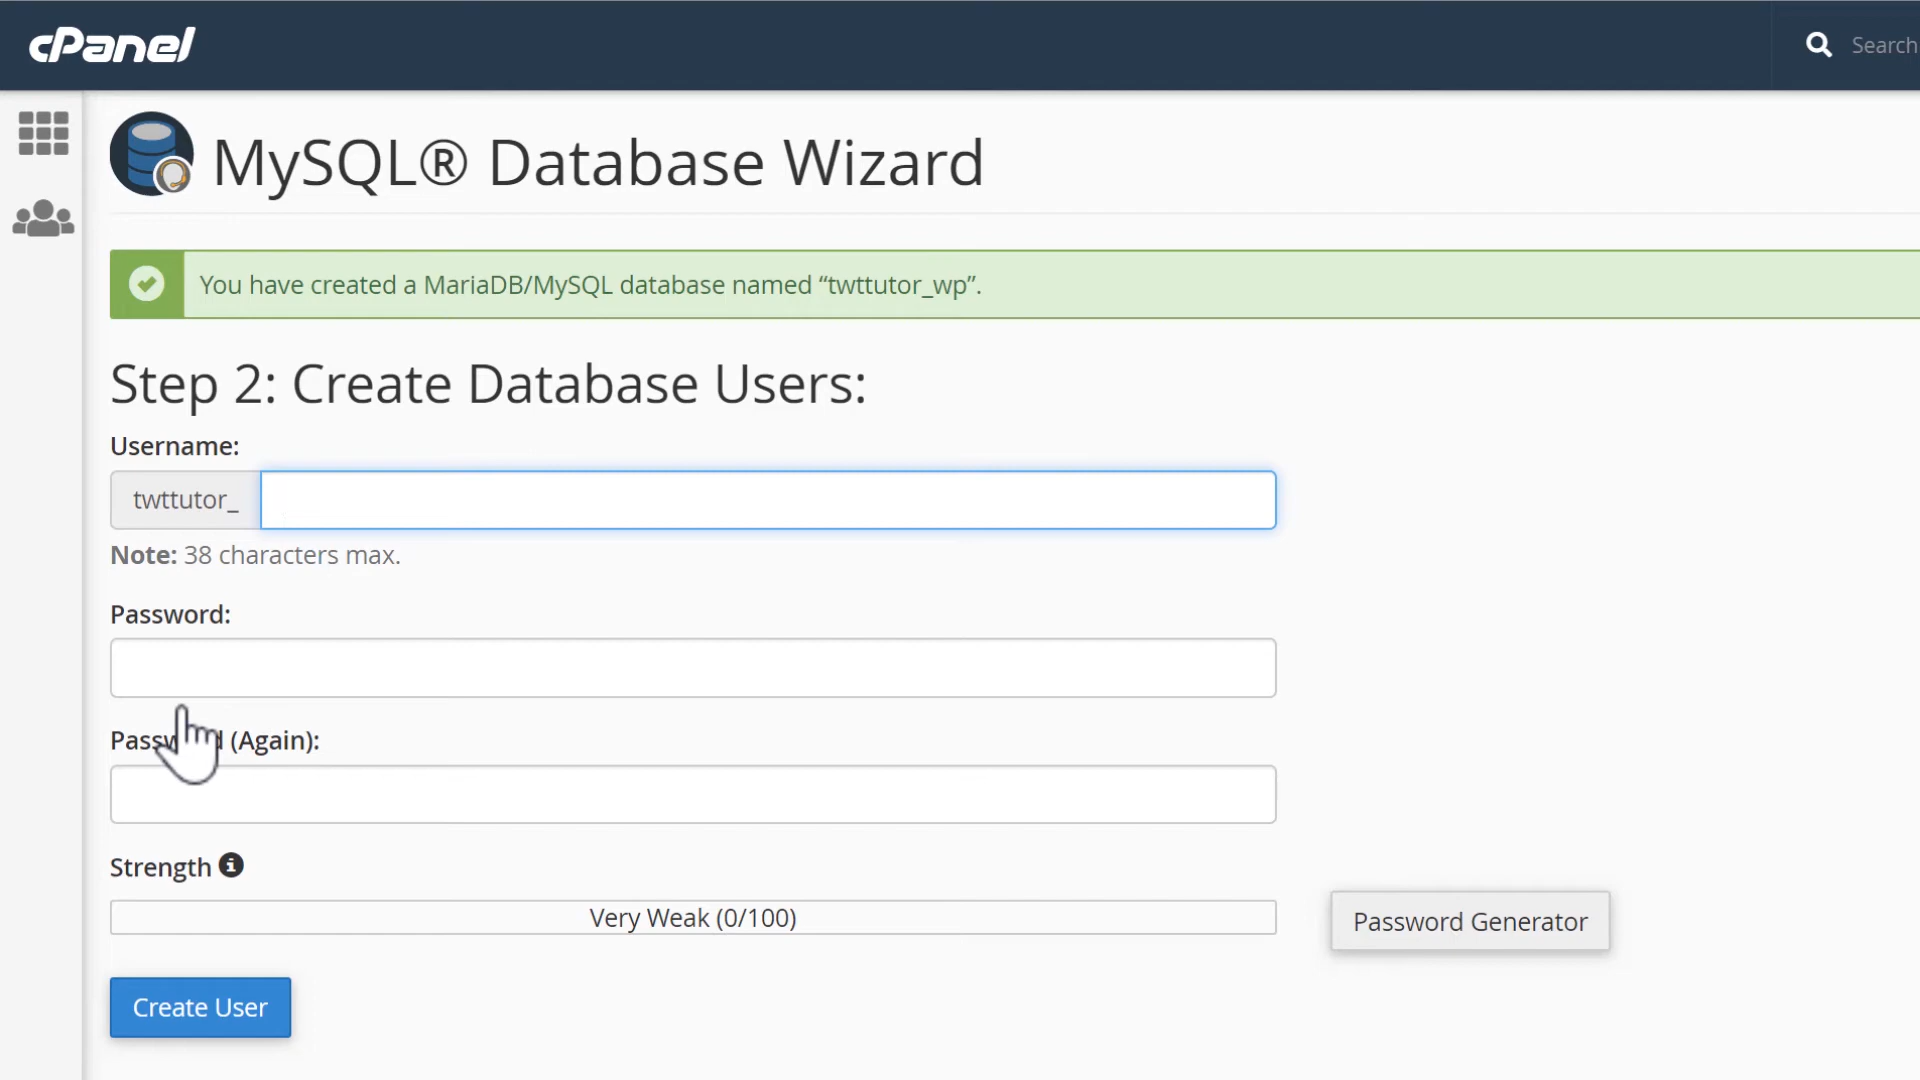 cPanel
Search
MySQL® Database Wizard
You have created a MariaDB/MySQL database named “twttutor_wp”.
Step 2: Create Database Users:
Username:
twttutor_
Note: 38 characters max.
Password:
(Again):
Strength
Very Weak (0/100)
Password Generator
Create User